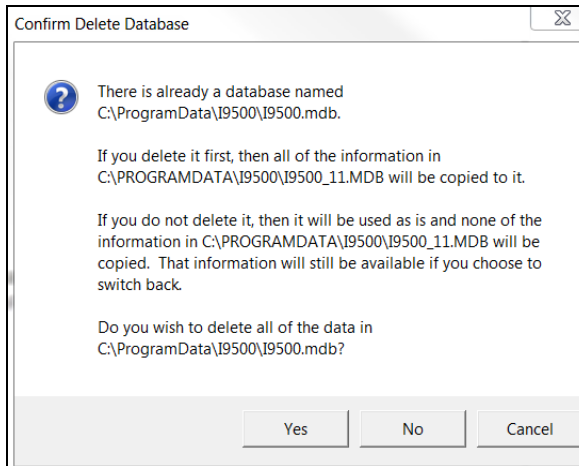 Confirm Delete Database
There is already a database named
C:\ProgramData\I9500\I9500.mdb.
If you delete it first, then all of the information in
C:\PROGRAMDATA\I9500\I9500_11.MDB will be copied to it.
If you do not delete it, then it will be used as is and none of the
information in C:\PROGRAMDATA\I9500\I9500_11.MDB will be
copied.  That information will still be available if you choose to
switch back.
Do you wish to delete all of the data in
C:\ProgramData\I9500\I9500.mdb?
Yes No Cancel